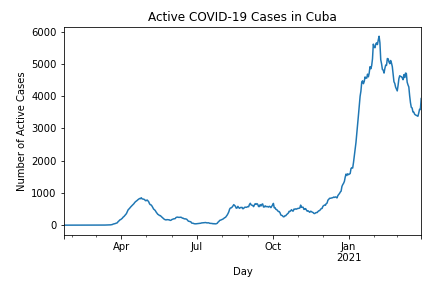 Active COVID-19 Cases in Cuba
6000
5000
4000
3000
2000
1000
0
Number of Active Cases
Apr
Jul
Oct
Jan
2021
Day